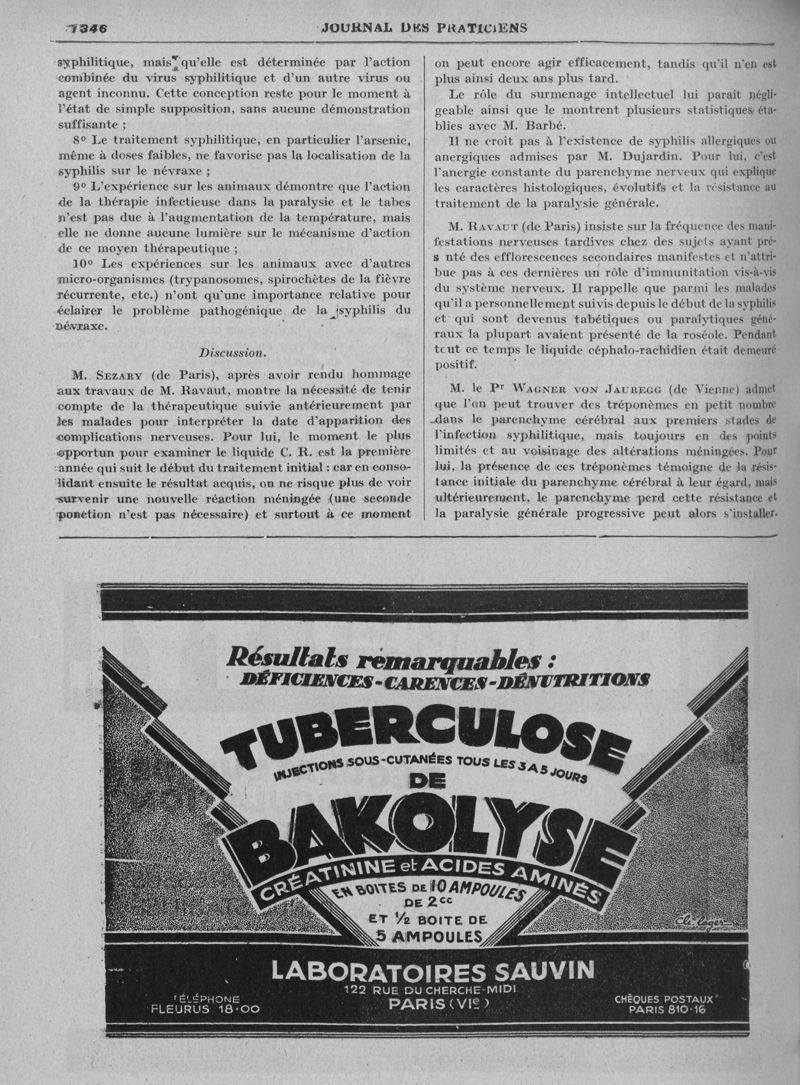 1346
JOURNAL DES PRATICIENS
syphilitique, mais qu'elle est déterminée par l'action
combinée du virus syphilitique et d'un autre virus ou
agent inconnu. Cette conception reste pour le moment à
l'état de simple supposition, sans aucune démonstration
suffisante ;
8º Le traitement syphilitique, en particulier l'arsenic,
même à doses faibles, ne favorise pas la localisation de la
syphilis sur le névraxe ;
9º L'expérience sur les animaux démontre que l'action
de la thérapie infectieuse dans la paralysie et le tabes
n'est pas due à l'augmentation de la température, mais
elle ne donne aucune lumière sur le mécanisme d'action
de ce moyen thérapeutique ;
10º Les expériences sur les animaux avec d'autres
micro-organismes (trypanosomes, spirochètes de la fièvre
récurrente, etc.) n'ont qu'une importance relative pour
éclairer le problème pathogénique de la syphilis du
névraxe.
Discussion.
M. SEZARY (de Paris), après avoir rendu hommage
aux travaux de M. Ravaut, montre la nécessité de tenir
compte de la thérapeutique suivie antérieurement par
les malades pour interpréter la date d'apparition des
complications nerveuses. Pour lui, le moment le plus
opportun pour examiner le liquide C. R. est la première
année qui suit le début du traitement initial : car en conso-
lidant ensuite le résultat acquis, on ne risque plus de voir
survenir une nouvelle réaction méningée (une seconde
ponction n'est pas nécessaire) et surtout à ce moment
on peut encore agir efficacement, tandis qu'il n'en est
plus ainsi deux ans plus tard.
Le rôle du surmenage intellectuel lui paraît négli-
geable ainsi que le montrent plusieurs statistiques éta-
blies avec M. Barbé.
Il ne croit pas à l'existence de syphilis allergiques ou
anergiques admises par M. Dujardin. Pour lui, c'est
l'anergie constante du parenchyme nerveux qui explique
les caractères histologiques, évolutifs et la résistance au
traitement de la paralysie générale.
M. RAVAUT (de Paris) insiste sur la fréquence des mani-
festations nerveuses tardives chez des sujets ayant pré-
s nté des efflorescences secondaires manifestes et n'attri-
bue pas à ces dernières un rôle d'immunitation vis-à-vis
du système nerveux. Il rappelle que parmi les malades
qu'il a personnellement suivis depuis le début de la syphilis
et qui sont devenus tabétiques ou paralytiques géné-
raux la plupart avaient présenté de la roséole. Pendant
tout ee temps le liquide céphalo-rachidien était demeuré
positif.
M. le Pr WAGNER VON JAUREGG (de Vienne) admet
que l'on peut trouver des tréponèmes en petit nombre
dans le parenchyme cérébral aux premiers stades de
l'infection syphilitique, mais toujours en des points
limités et au voisinage des altérations méningées. Pour
lui, la présence de ces tréponèmes témoigne de la résis-
tance initiale du parenchyme cérébral à leur égard, mais
ultérieurement, le parenchyme perd cette résistance et
la paralysie générale progressive peut alors s'installer.
Résultats remarquables :
DÉFICIENCES-CARENCES-DÉNUTRITIONS
TUBERCULOSE
INJECTIONS SOUS-CUTANÉES TOUS LES 3 A 5 JOURS
DE
BAKOLYSE
CRÉATININE et ACIDES AMINÉS
EN BOITES DE 10 AMPOULES
DE 2cc
ET ½ BOITE DE
5 AMPOULES
LABORATOIRES SAUVIN
122 RUE DU CHERCHE-MIDI
PARIS (VIe)
TÉLÉPHONE
FLEURUS 18-00
CHÈQUES POSTAUX
PARIS 810-16